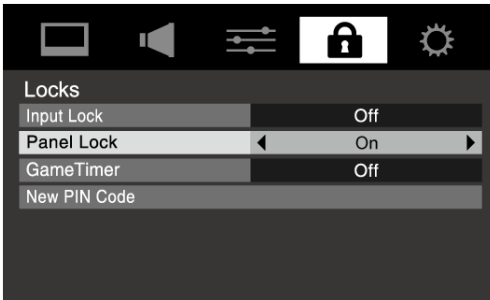 Locks
Input Lock Off
Panel Lock On
GameTimer Off
New PIN Code